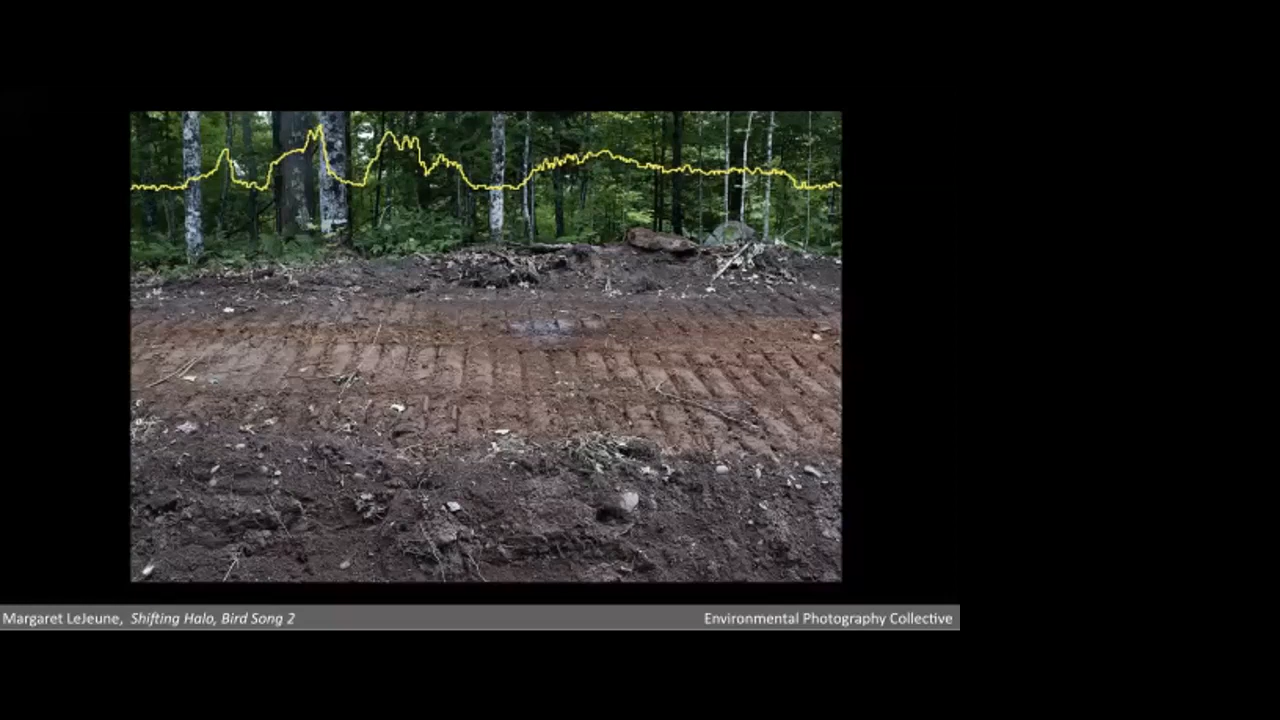 Margaret LeJeune, Shifting Halo, Bird Song 2
Environmental Photography Collective